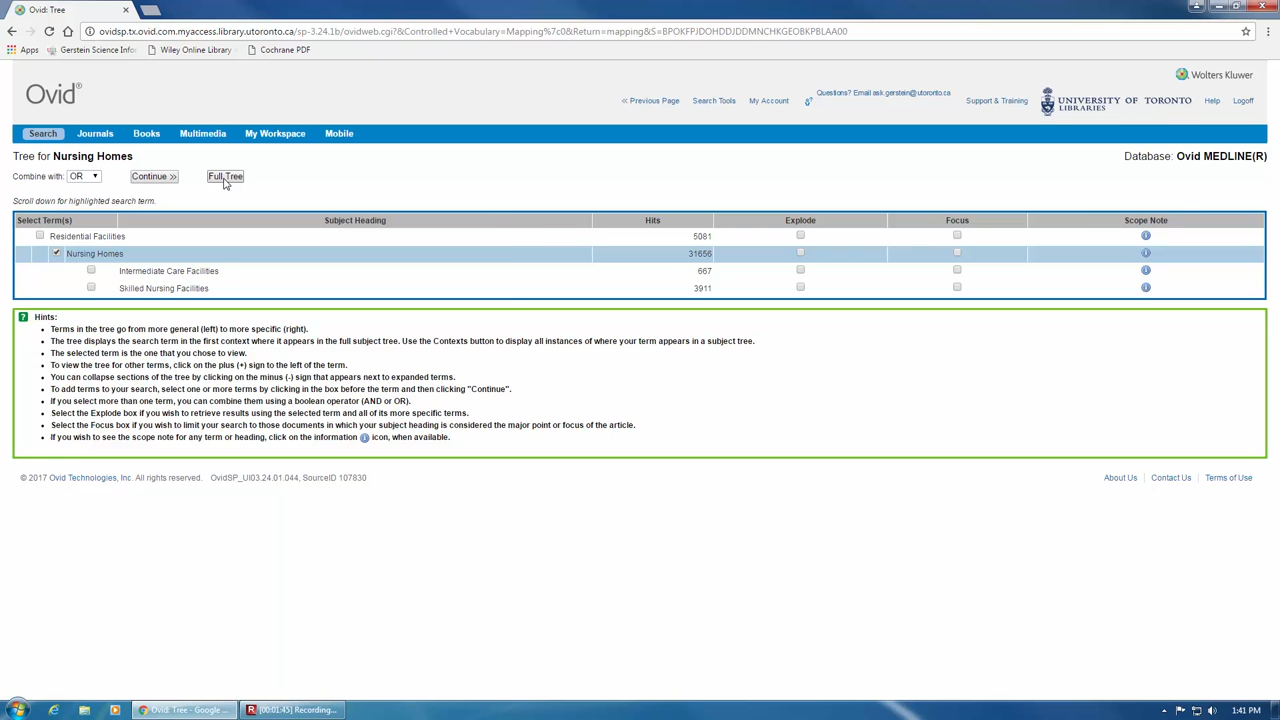 Ovid: Tree
ovidsp.tx.ovid.com.myaccess.library.utoronto.ca/sp-3.24.1b/ovidweb.cgi?&Controlled+Vocabulary=Mapping%7c0&Return=mapping&S=BPOKFPJDOHDDJDDMNCHKGEOBKPBLAA00
Apps Gerstein Science Info Wiley Online Library Cochrane PDF
Wolters Kluwer
Ovid®
<< Previous Page Search Tools My Account Questions? Email ask.gerstein@utoronto.ca Support & Training UNIVERSITY OF TORONTO LIBRARIES Help Logoff
Search Journals Books Multimedia My Workspace Mobile
Tree for Nursing Homes Database: Ovid MEDLINE(R)
Combine with: OR Continue >> Full Tree
Scroll down for highlighted search term.
Select Term(s) Subject Heading Hits Explode Focus Scope Note
Residential Facilities 5081
Nursing Homes 31656
Intermediate Care Facilities 667
Skilled Nursing Facilities 3911
? Hints:
• Terms in the tree go from more general (left) to more specific (right).
• The tree displays the search term in the first context where it appears in the full subject tree. Use the Contexts button to display all instances of where your term appears in a subject tree.
• The selected term is the one that you chose to view.
• To view the tree for other terms, click on the plus (+) sign to the left of the term.
• You can collapse sections of the tree by clicking on the minus (-) sign that appears next to expanded terms.
• To add terms to your search, select one or more terms by clicking in the box before the term and then clicking "Continue".
• If you select more than one term, you can combine them using a boolean operator (AND or OR).
• Select the Explode box if you wish to retrieve results using the selected term and all of its more specific terms.
• Select the Focus box if you wish to limit your search to those documents in which your subject heading is considered the major point or focus of the article.
• If you wish to see the scope note for any term or heading, click on the information i icon, when available.
© 2017 Ovid Technologies, Inc. All rights reserved. OvidSP_UI03.24.01.044, SourceID 107830 About Us | Contact Us | Terms of Use
Ovid: Tree - Google ... R [00:01:45] Recording... 1:41 PM